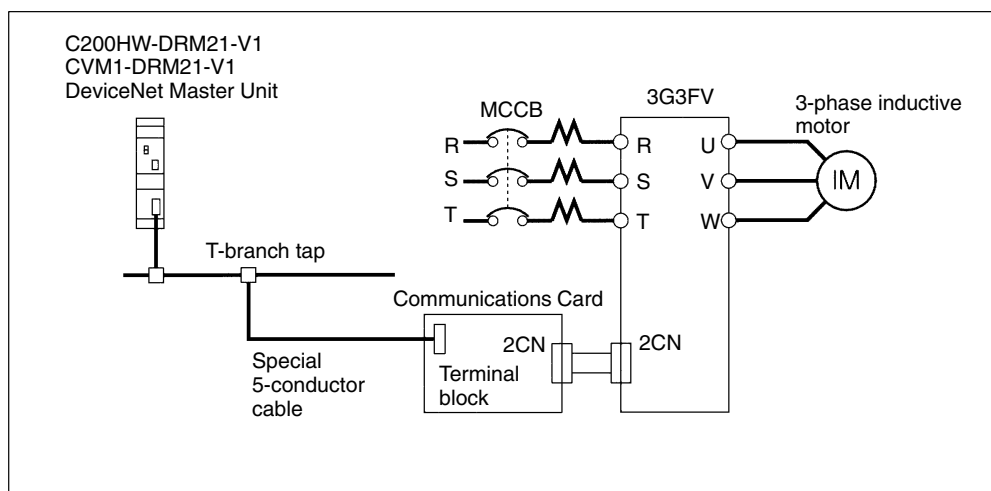 C200HW-DRM21-V1
CVM1-DRM21-V1
DeviceNet Master Unit
MCCB
3G3FV
3-phase inductive
motor
R
R
U
S
S
V
IM
T
T
W
T-branch tap
Communications Card
2CN
2CN
Special
5-conductor
cable
Terminal
block